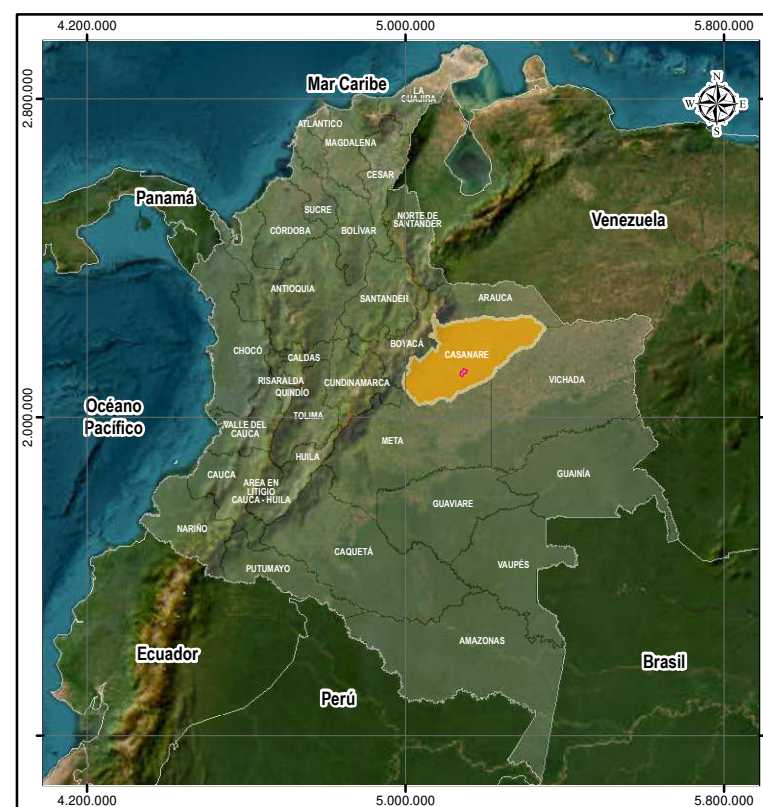 4.200.000
5.000.000
5.800.000
2.800.000
2.000.000
Mar Caribe
N
W
E
S
LA
GUAJIRA
ATLÁNTICO
MAGDALENA
CESAR
Panamá
SUCRE
NORTE DE
SANTANDER
CÓRDOBA
BOLÍVAR
Venezuela
ANTIOQUIA
SANTANDER
ARAUCA
BOYACÁ
CHOCÓ
CALDAS
CASANARE
RISARALDA
CUNDINAMARCA
VICHADA
QUINDÍO
Océano
Pacífico
TOLIMA
VALLE DEL
CAUCA
META
HUILA
CAUCA
AREA EN
LITIGIO
CAUCA - HUILA
GUAINÍA
GUAVIARE
NARIÑO
CAQUETÁ
VAUPÉS
PUTUMAYO
AMAZONAS
Ecuador
Brasil
Perú
4.200.000
5.000.000
5.800.000